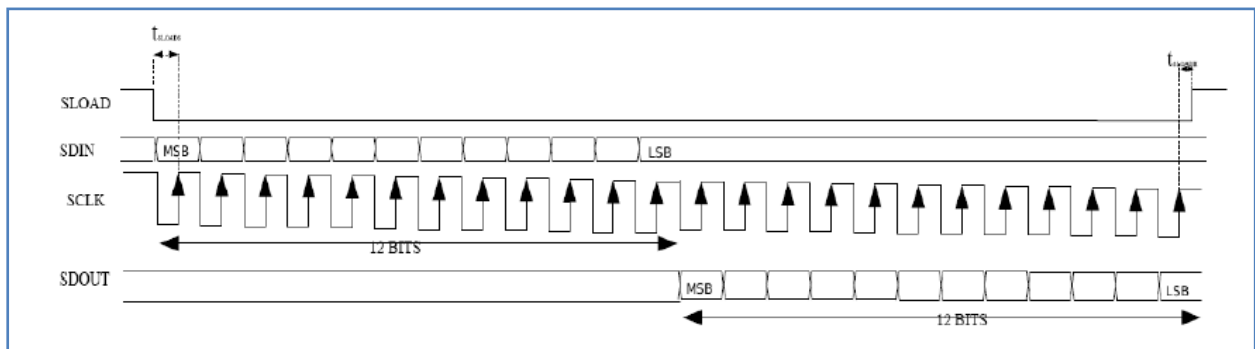 t
t
SLOAD
SDIN
MSB
LSB
SCLK
12 BITS
SDOUT
MSB
LSB
12 BITS